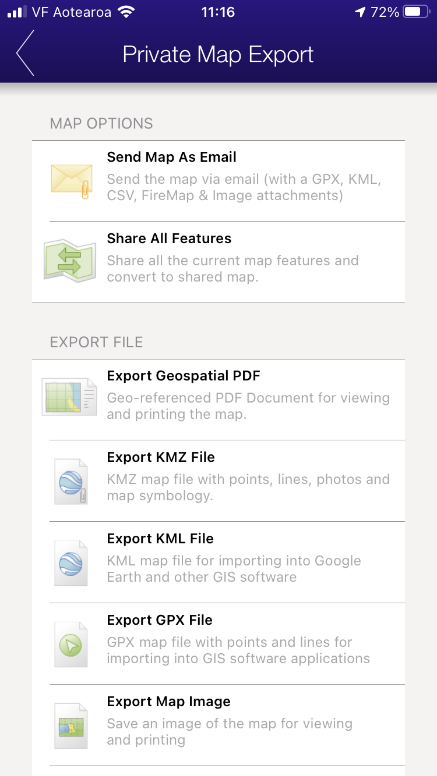 VF Aotearoa 11:16 72%
Private Map Export
MAP OPTIONS
Send Map As Email
Send the map via email (with a GPX, KML,
CSV, FireMap & Image attachments)
Share All Features
Share all the current map features and
convert to shared map.
EXPORT FILE
Export Geospatial PDF
Geo-referenced PDF Document for viewing
and printing the map.
Export KMZ File
KMZ map file with points, lines, photos and
map symbology.
Export KML File
KML map file for importing into Google
Earth and other GIS software
Export GPX File
GPX map file with points and lines for
importing into GIS software applications
Export Map Image
Save an image of the map for viewing
and printing